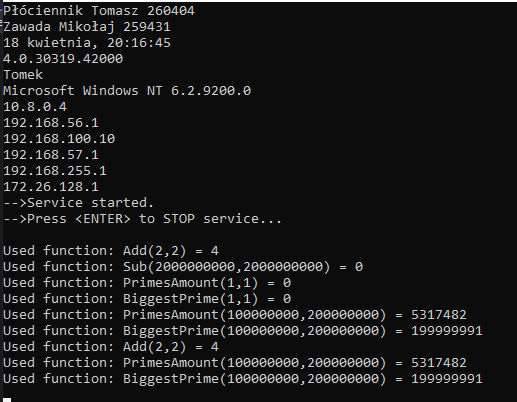 Płóciennik Tomasz 260404
Zawada Mikołaj 259431
18 kwietnia, 20:16:45
4.0.30319.42000
Tomek
Microsoft Windows NT 6.2.9200.0
10.8.0.4
192.168.56.1
192.168.100.10
192.168.57.1
192.168.255.1
172.26.128.1
-->Service started.
-->Press <ENTER> to STOP service...
Used function: Add(2,2) = 4
Used function: Sub(2000000000,2000000000) = 0
Used function: PrimesAmount(1,1) = 0
Used function: BiggestPrime(1,1) = 0
Used function: PrimesAmount(100000000,200000000) = 5317482
Used function: BiggestPrime(100000000,200000000) = 199999991
Used function: Add(2,2) = 4
Used function: PrimesAmount(100000000,200000000) = 5317482
Used function: BiggestPrime(100000000,200000000) = 199999991